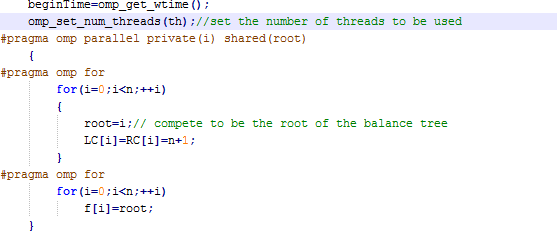 beginTime=omp_get_wtime();
omp_set_num_threads(th);//set the number of threads to be used
#pragma omp parallel private(i) shared(root)
{
#pragma omp for
for(i=0;i<n;++i)
{
root=i;// compete to be the root of the balance tree
LC[i]=RC[i]=n+1;
}
#pragma omp for
for(i=0;i<n;++i)
f[i]=root;
}